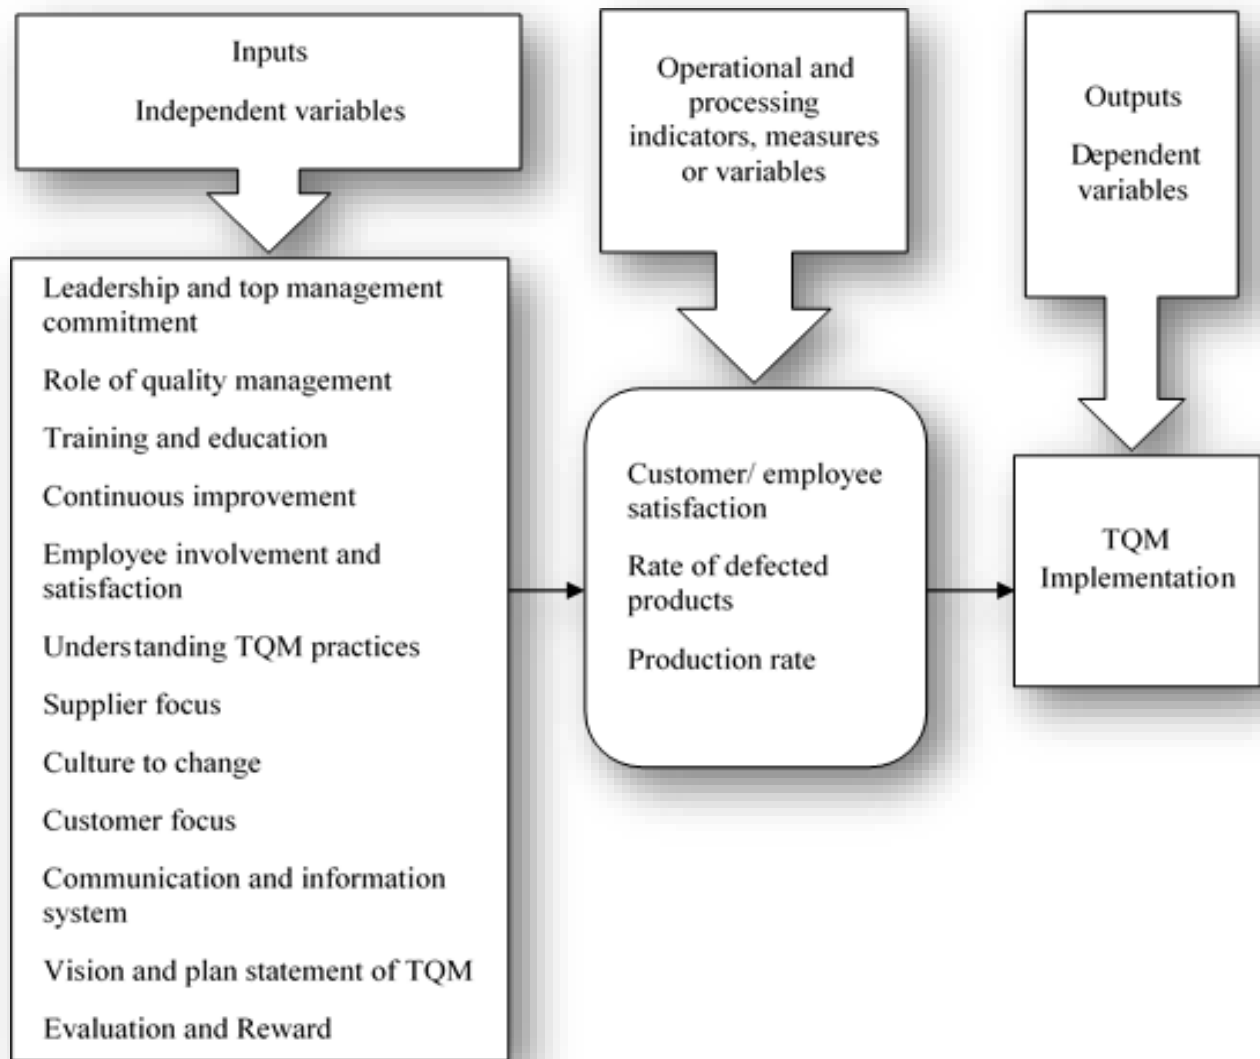 Inputs
Independent variables
Operational and
processing
indicators, measures
or variables
Outputs
Dependent
variables
Leadership and top management
commitment
Role of quality management
Training and education
Continuous improvement
Employee involvement and
satisfaction
Understanding TQM practices
Supplier focus
Culture to change
Customer focus
Communication and information
system
Vision and plan statement of TQM
Evaluation and Reward
Customer/ employee
satisfaction
Rate of defected
products
Production rate
TQM
Implementation